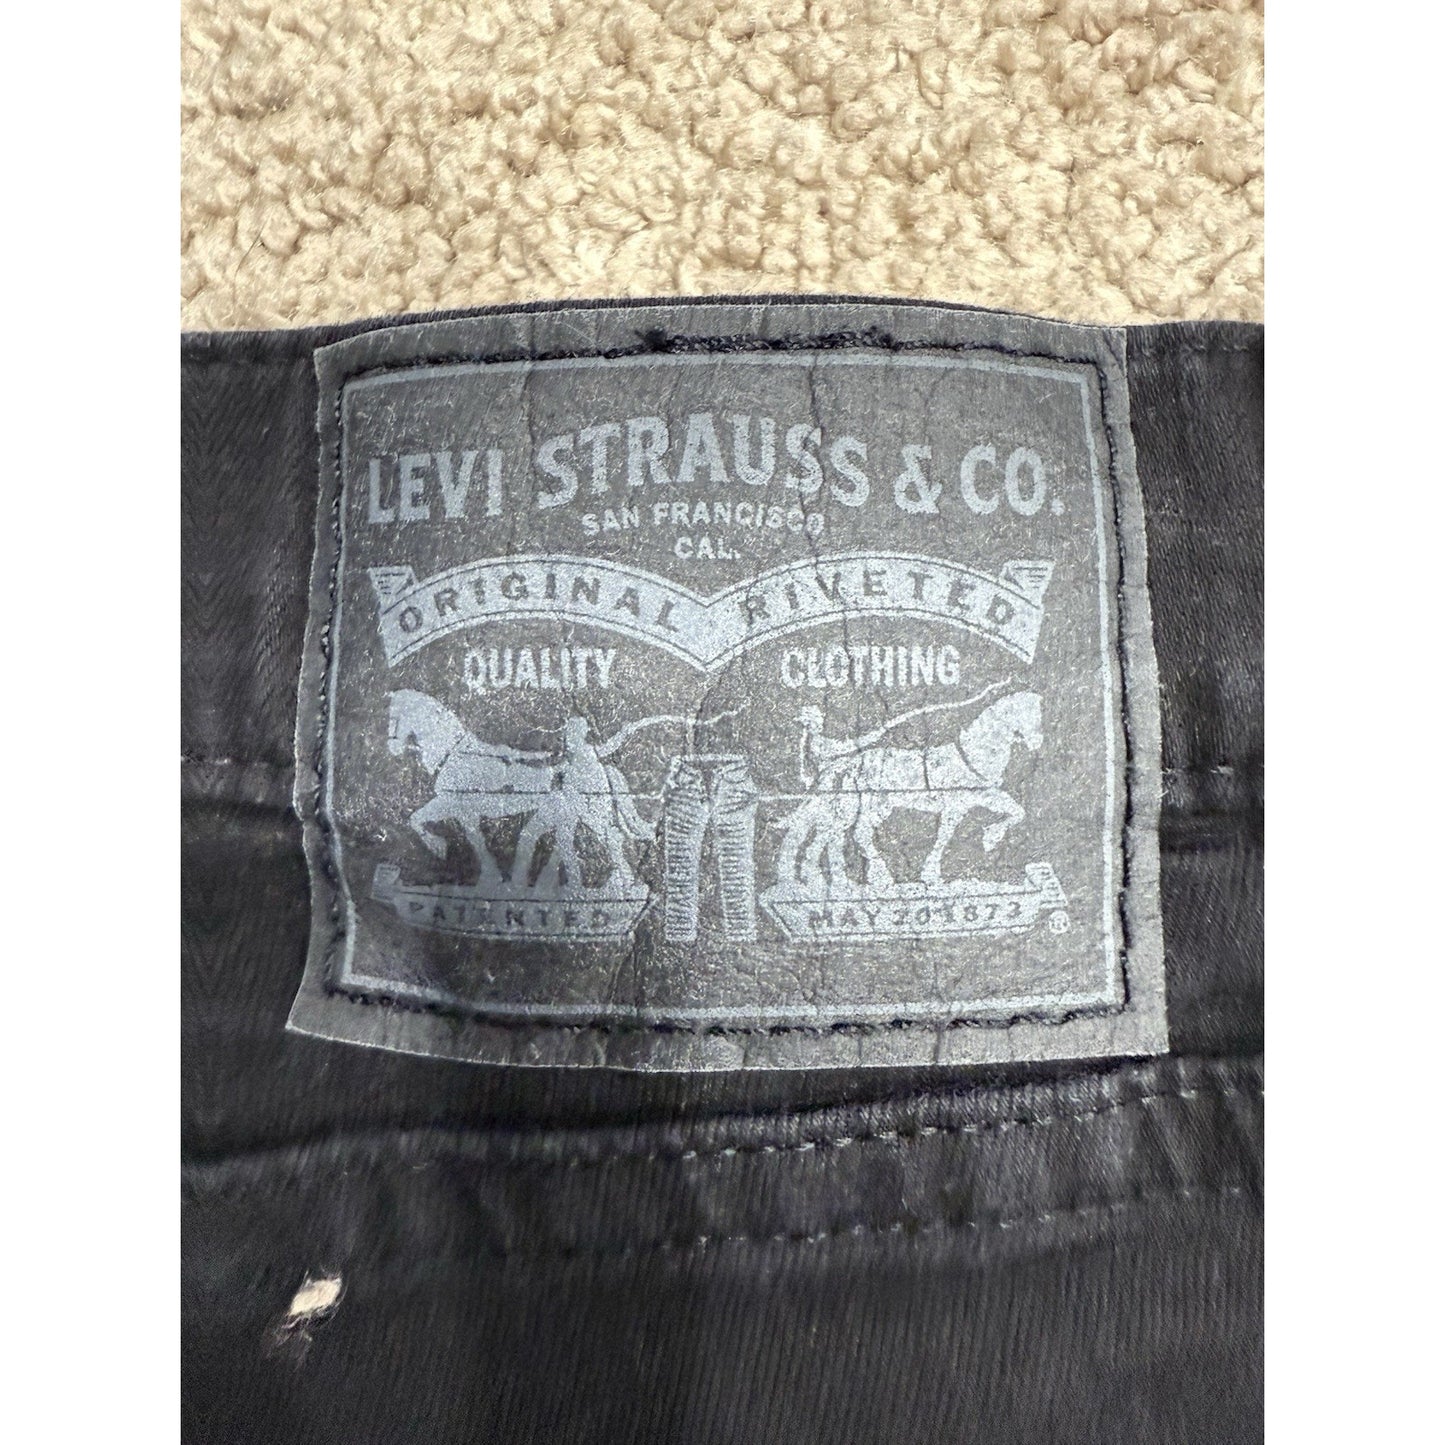 LEVI STRAUSS & CO.
SAN FRANCISCO
CAL.
ORIGINAL RIVETED
QUALITY CLOTHING
PATENTED MAY 20 1873 ®